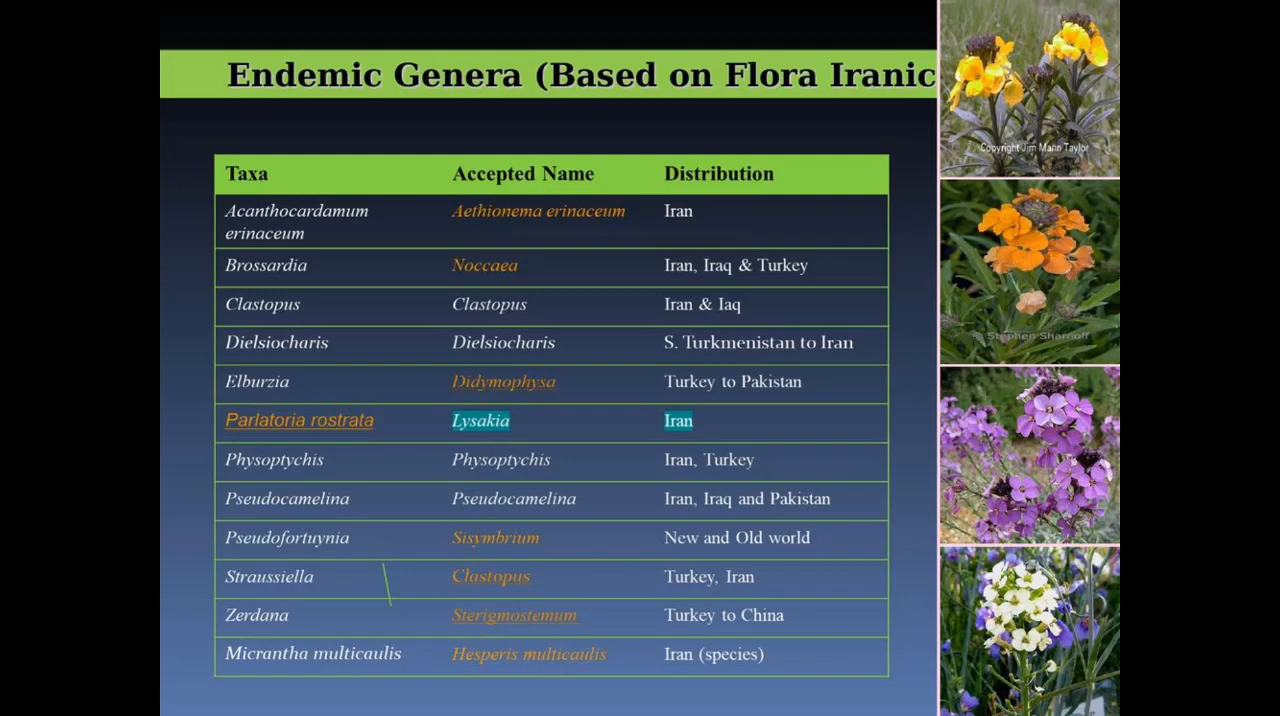 Endemic Genera (Based on Flora Iranic
Taxa Accepted Name Distribution
Acanthocardamum erinaceum Aethionema erinaceum Iran
Brossardia Noccaea Iran, Iraq & Turkey
Clastopus Clastopus Iran & Iaq
Dielsiocharis Dielsiocharis S. Turkmenistan to Iran
Elburzia Didymophysa Turkey to Pakistan
Parlatoria rostrata Lysakia Iran
Physoptychis Physoptychis Iran, Turkey
Pseudocamelina Pseudocamelina Iran, Iraq and Pakistan
Pseudofortuynia Sisymbrium New and Old world
Straussiella Clastopus Turkey, Iran
Zerdana Sterigmostemum Turkey to China
Micrantha multicaulis Hesperis multicaulis Iran (species)
Copyright Jim Mann Taylor
© Stephen Sharnoff